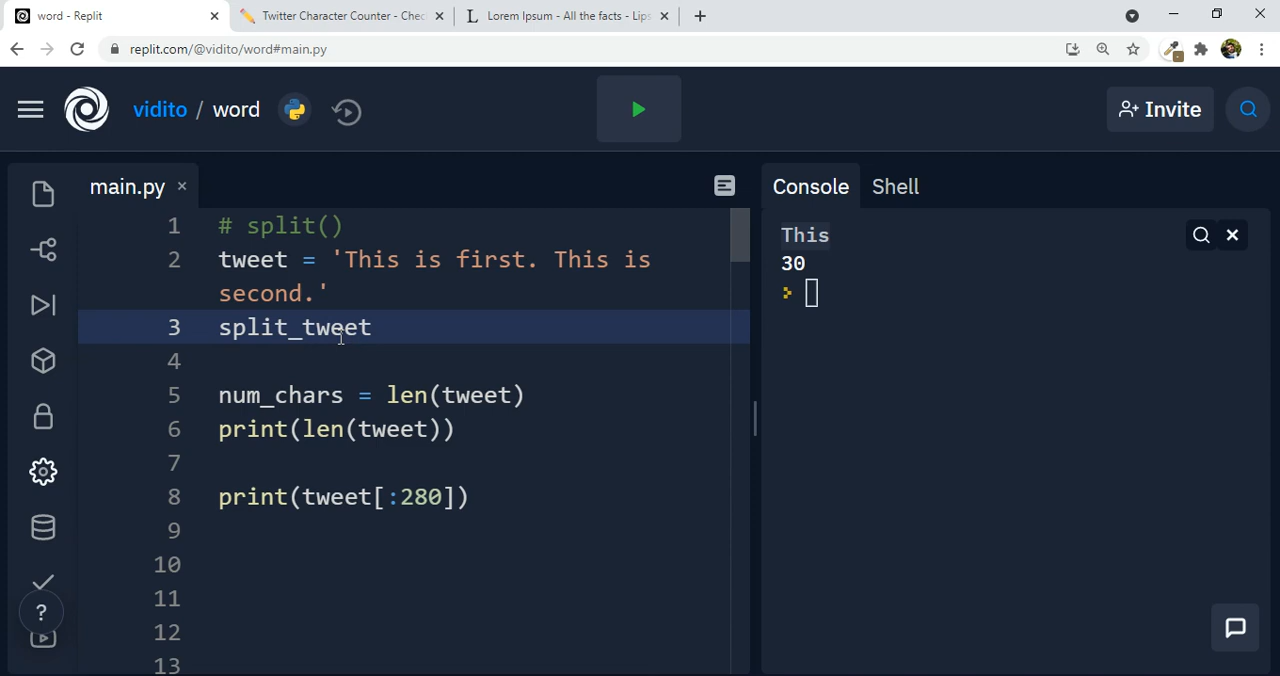 word - Replit
Twitter Character Counter - Chec
Lorem Ipsum - All the facts - Lips
replit.com/@vidito/word#main.py
vidito / word
Invite
main.py
Console
Shell
1 # split()
2 tweet = 'This is first. This is
second.'
3 split_tweet
4
5 num_chars = len(tweet)
6 print(len(tweet))
7
8 print(tweet[:280])
9
10
11
12
13
This
30
?